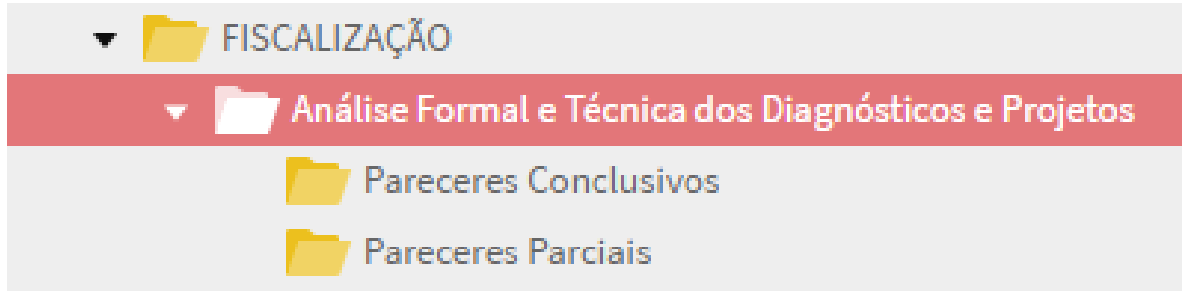 FISCALIZAÇÃO
Análise Formal e Técnica dos Diagnósticos e Projetos
Pareceres Conclusivos
Pareceres Parciais